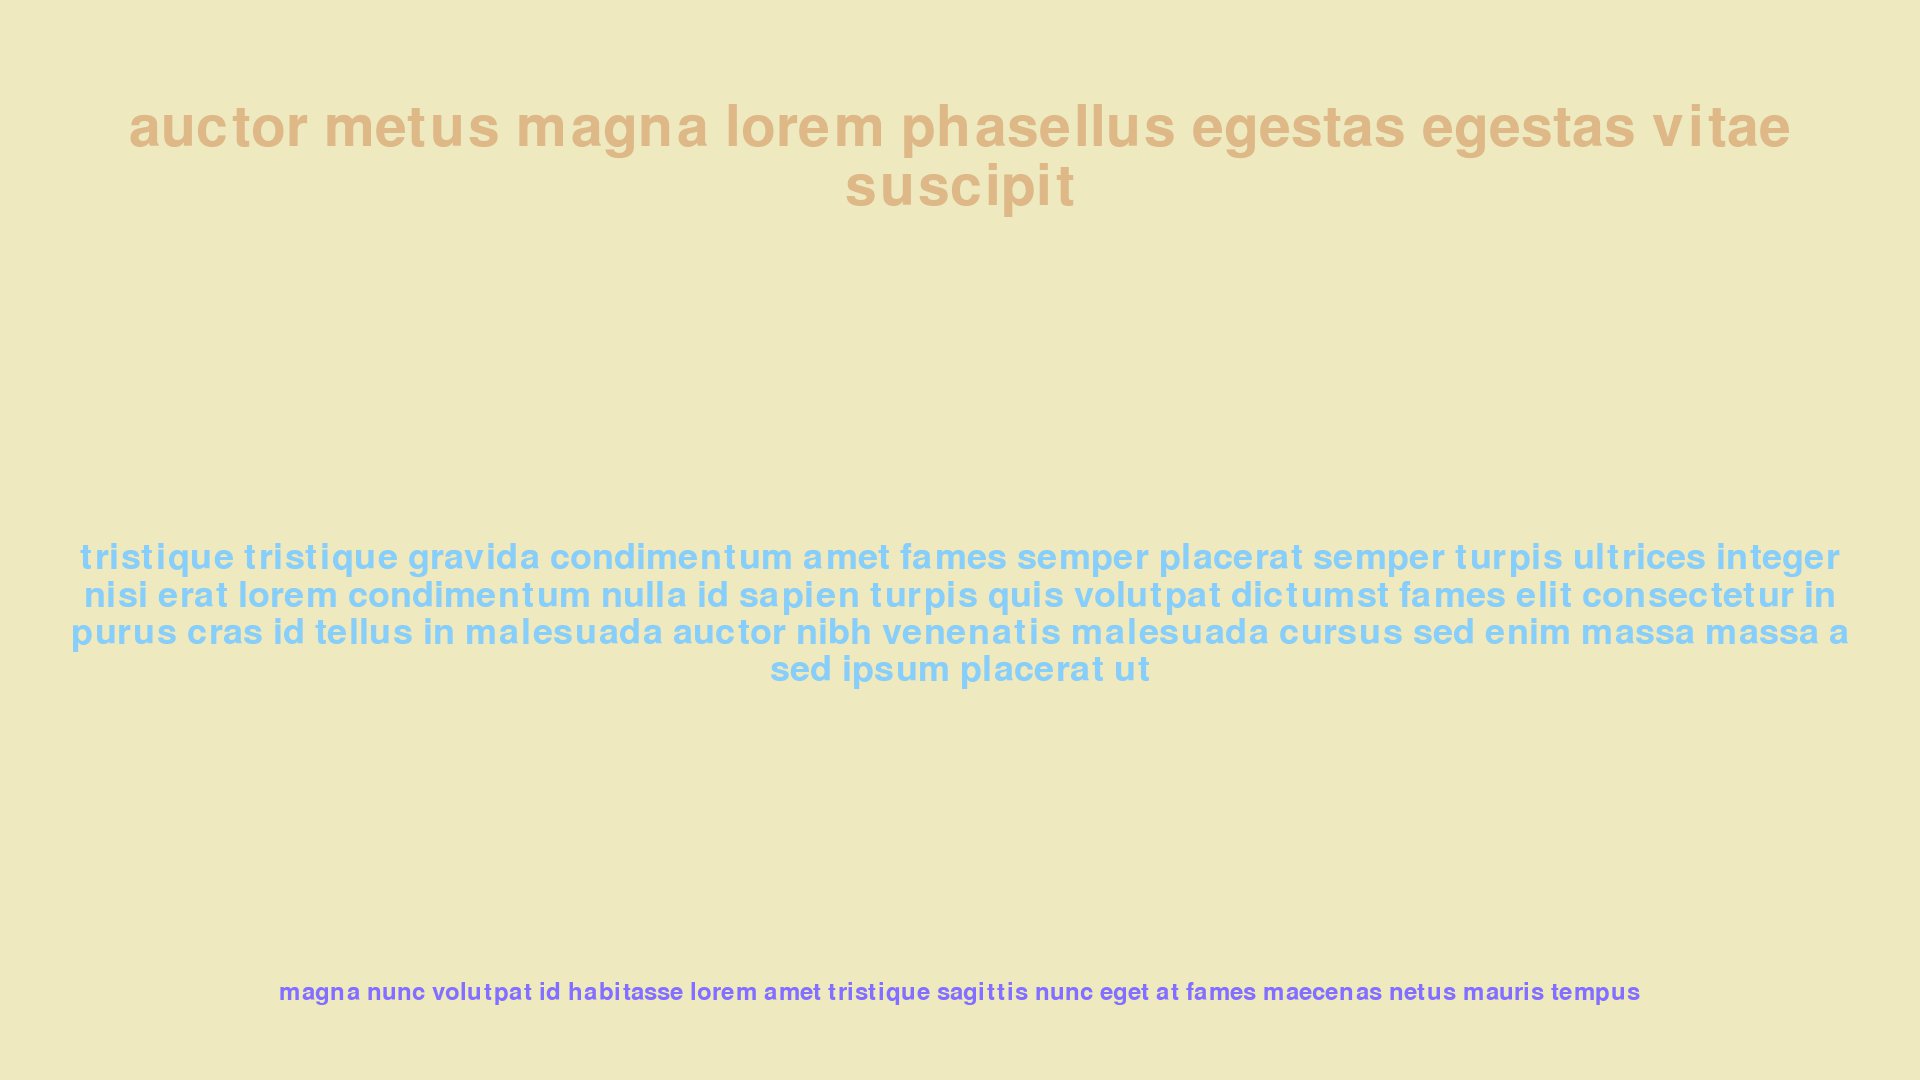 auctor metus magna lorem phasellus egestas egestas vitae
suscipit
tristique tristique gravida condimentum amet fames semper placerat semper turpis ultrices integer
nisi erat lorem condimentum nulla id sapien turpis quis volutpat dictumst fames elit consectetur in
purus cras id tellus in malesuada auctor nibh venenatis malesuada cursus sed enim massa massa a
sed ipsum placerat ut
magna nunc volutpat id habitasse lorem amet tristique sagittis nunc eget at fames maecenas netus mauris tempus